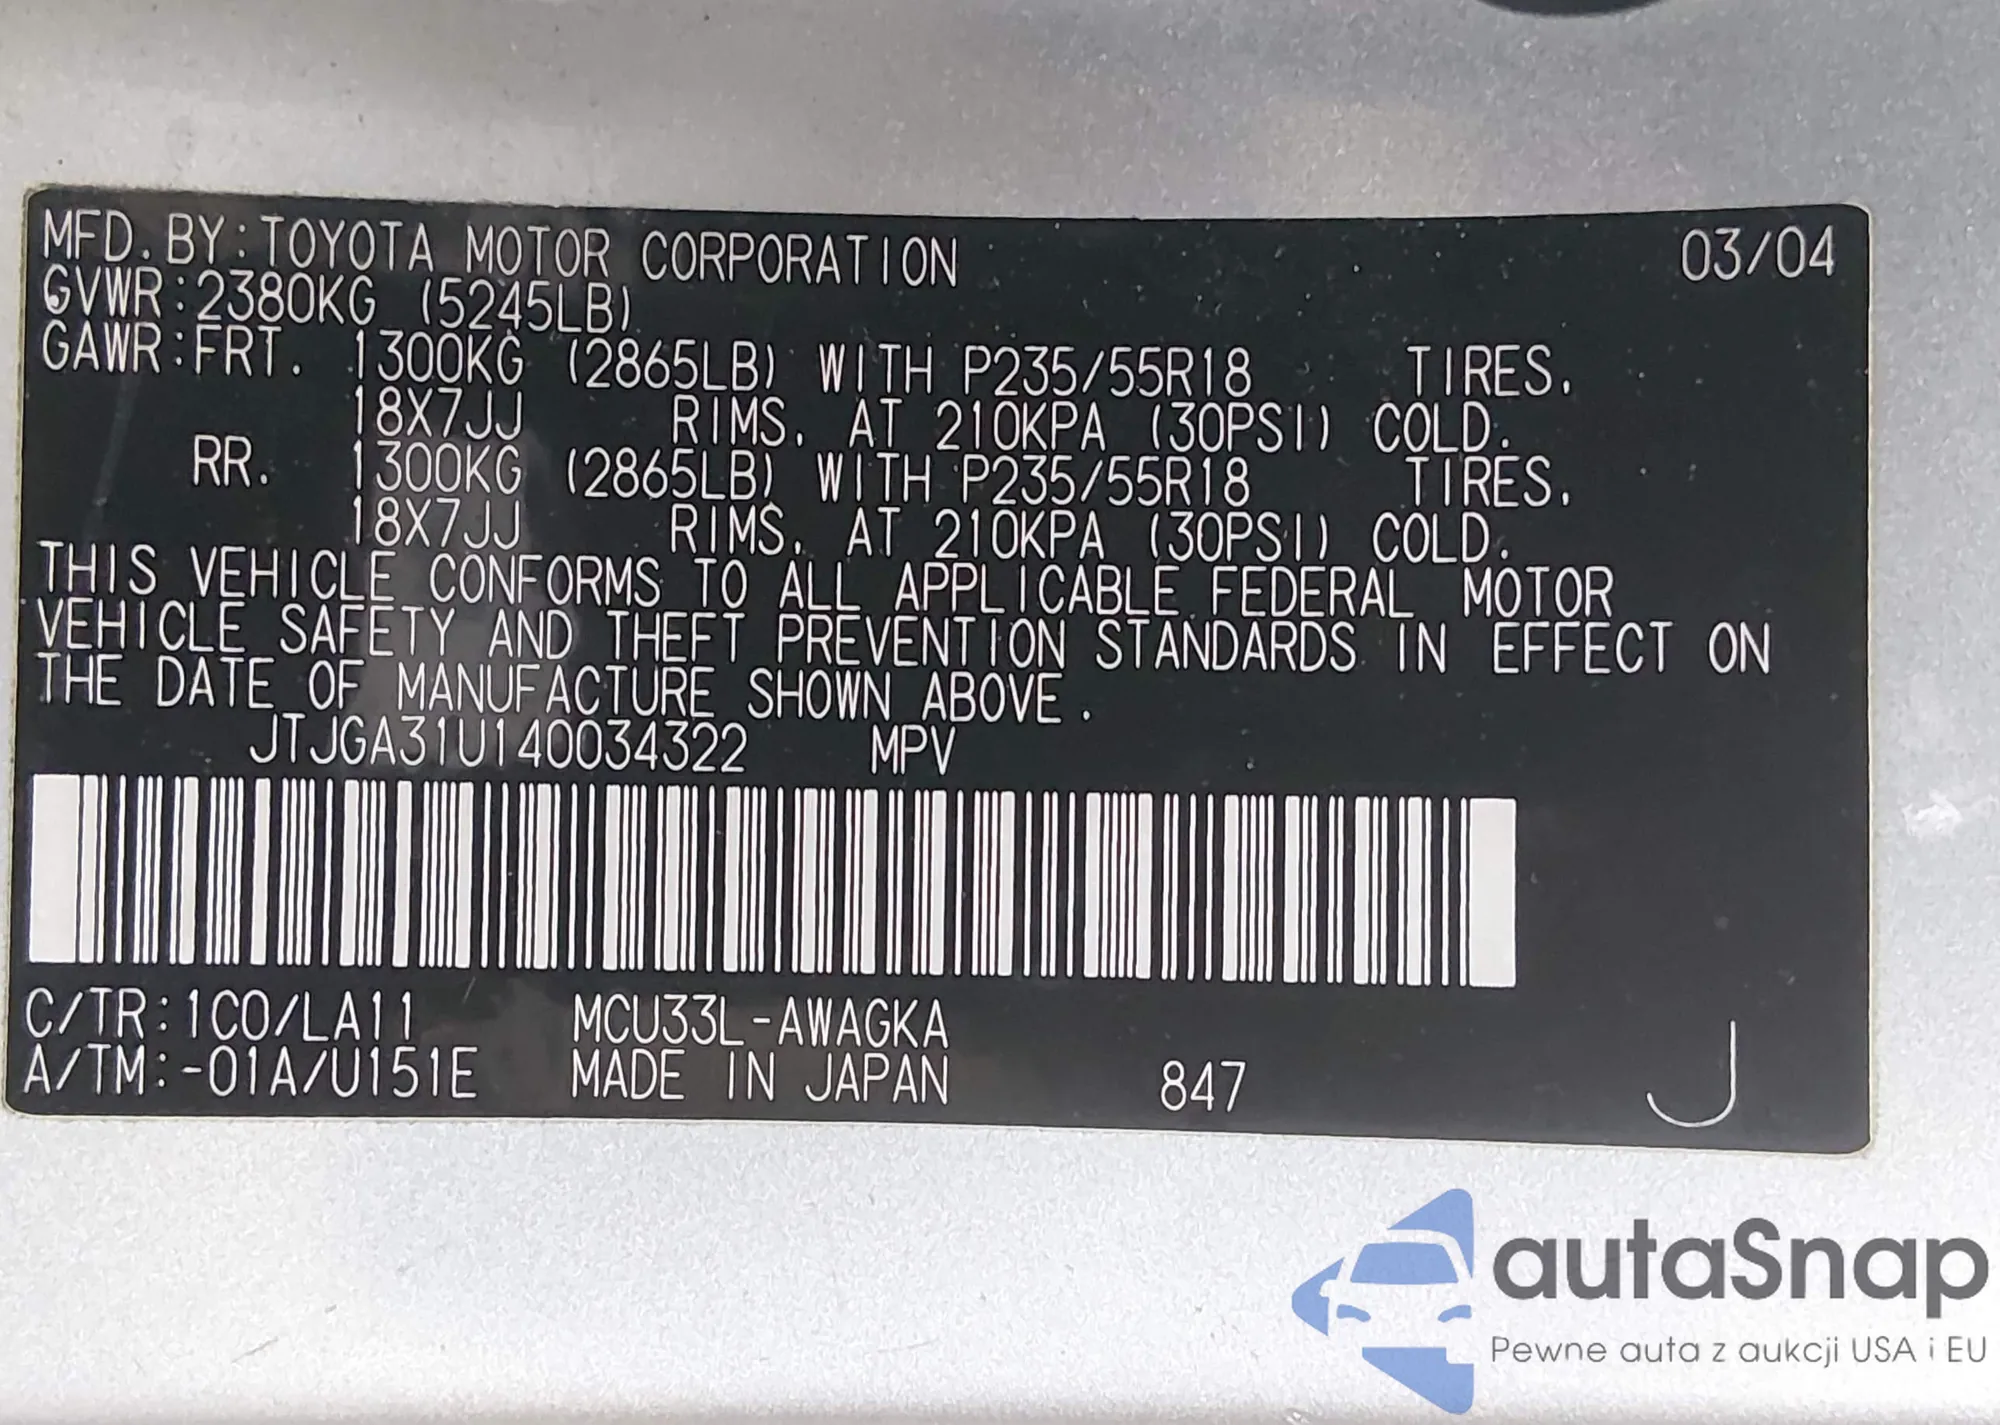 MFD.BY:TOYOTA MOTOR CORPORATION 03/04
GVWR:2380KG (5245LB)
GAWR:FRT. 1300KG (2865LB) WITH P235/55R18 TIRES.
18X7JJ RIMS. AT 210KPA (30PSI) COLD.
RR. 1300KG (2865LB) WITH P235/55R18 TIRES.
18X7JJ RIMS. AT 210KPA (30PSI) COLD.
THIS VEHICLE CONFORMS TO ALL APPLICABLE FEDERAL MOTOR
VEHICLE SAFETY AND THEFT PREVENTION STANDARDS IN EFFECT ON
THE DATE OF MANUFACTURE SHOWN ABOVE.
JTJGA31U140034322 MPV
C/TR:1C0/LA11 MCU33L-AWAGKA
A/TM:-01A/U151E MADE IN JAPAN 847 J
autaSnap
Pewne auta z aukcji USA i EU